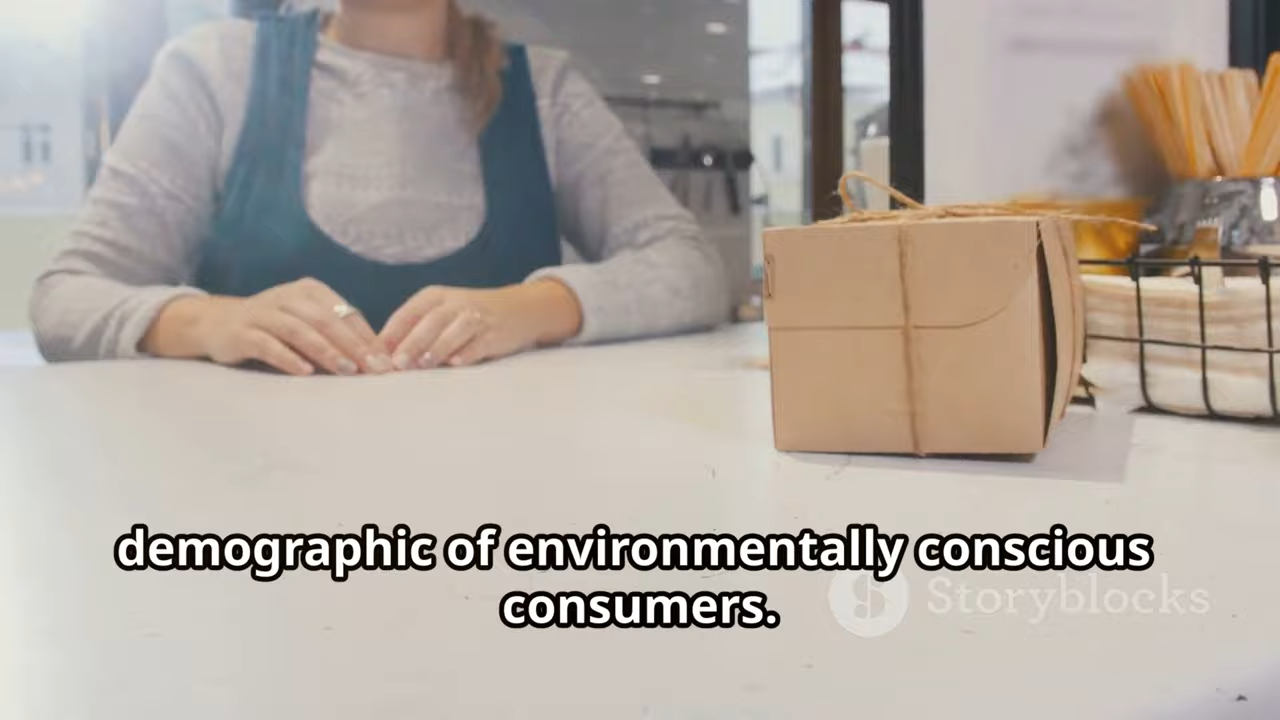 demographic of environmentally conscious
consumers.
Storyblocks